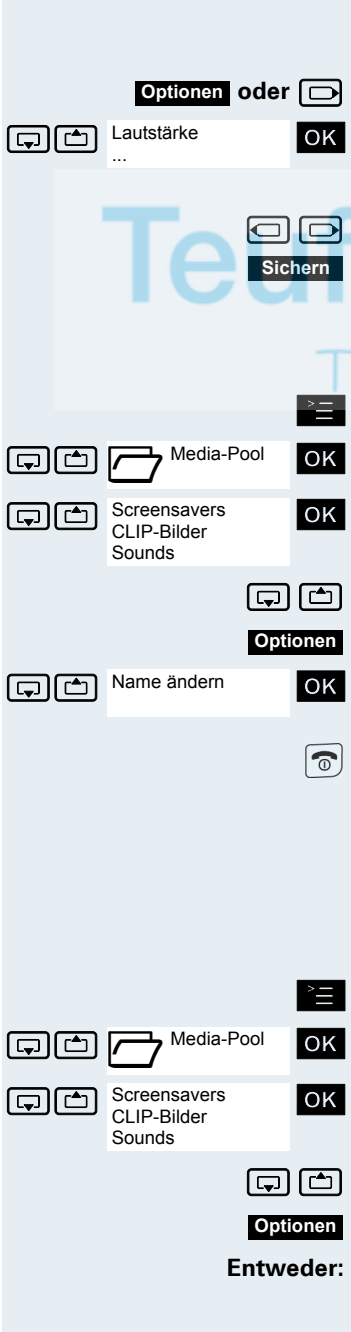 Optionen oder
Lautstärke OK
...
Teuf
Sichern
T
Media-Pool OK
Screensavers OK
CLIP-Bilder
Sounds
Optionen
Name ändern OK
Media-Pool OK
Screensavers OK
CLIP-Bilder
Sounds
Optionen
Entweder: